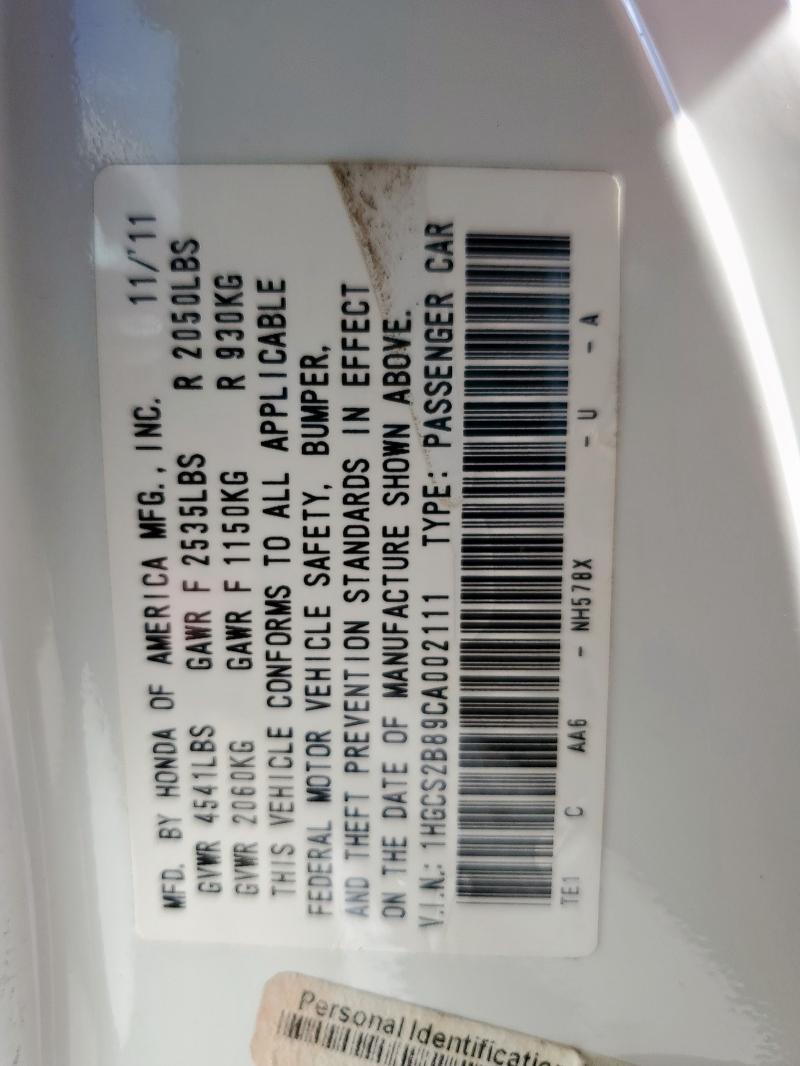 MFD. BY HONDA OF AMERICA MFG., INC. 11/'11
GVWR 4541LBS GAWR F 2535LBS R 2050LBS
GVWR 2060KG GAWR F 1150KG R 930KG
THIS VEHICLE CONFORMS TO ALL APPLICABLE
FEDERAL MOTOR VEHICLE SAFETY, BUMPER,
AND THEFT PREVENTION STANDARDS IN EFFECT
ON THE DATE OF MANUFACTURE SHOWN ABOVE.
V.I.N.: 1HGCS2B89CA002111 TYPE: PASSENGER CAR
TE1 C AA6 - NH578X - U - A
Personal Identificatio